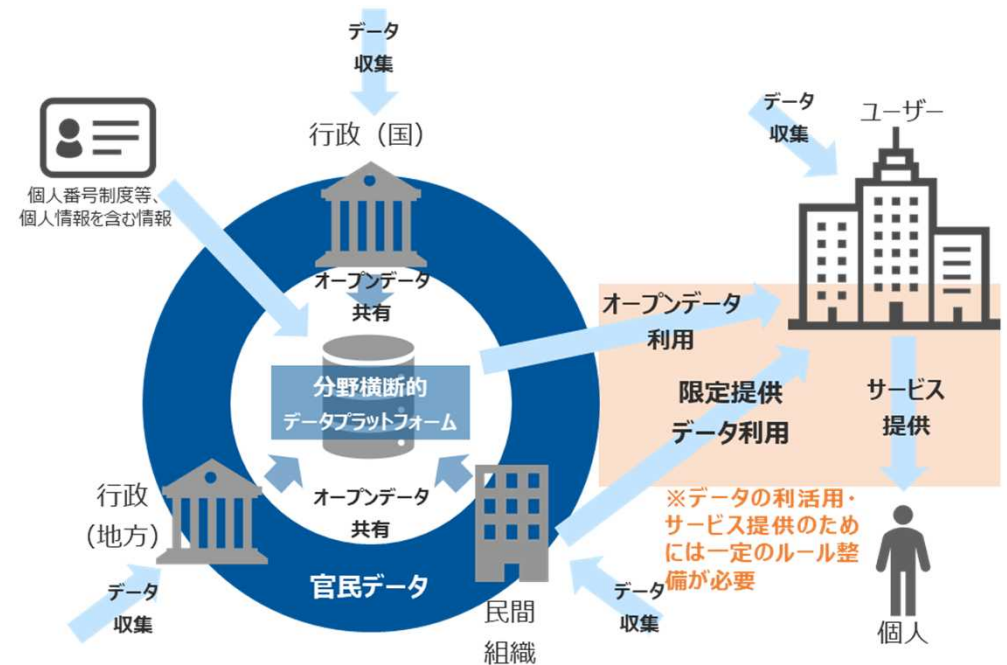 データ
収集
行政（国）
個人番号制度等、
個人情報を含む情報
データ
収集
ユーザー
オープンデータ
共有
分野横断的
データプラットフォーム
オープンデータ
利用
限定提供
データ利用
サービス
提供
行政
（地方）
オープンデータ
共有
※データの利活用・
サービス提供のため
には一定のルール整
備が必要
官民データ
データ
収集
民間
組織
データ
収集
個人